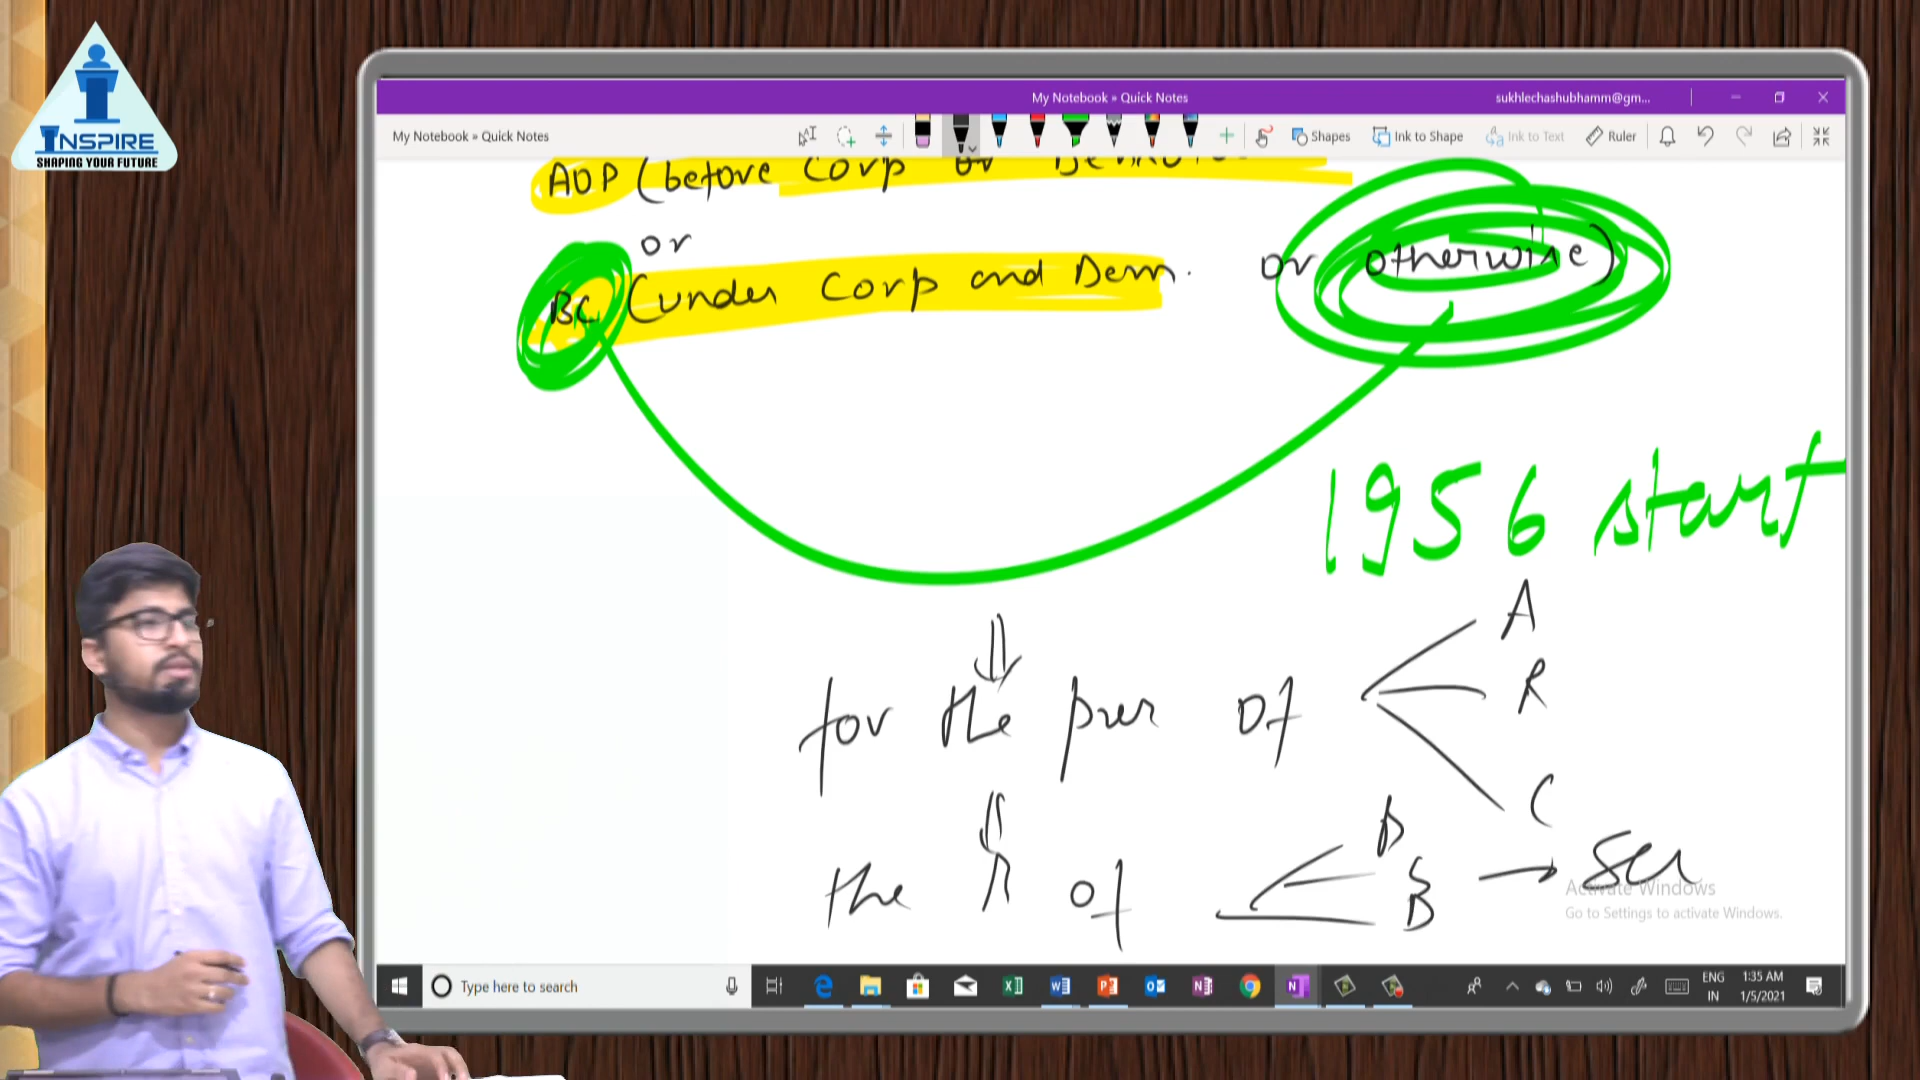 INSPIRE
SHAPING YOUR FUTURE
My Notebook » Quick Notes
sukhlechashubhamm@gm...
My Notebook » Quick Notes
Shapes
Ink to Shape
Ink to Text
Ruler
AOP (before Corp or
or
BC (under Corp and Dem. or otherwise)
1956 start
A
for the pur of R
C
B
the R of B → Sec
Activate Windows
Go to Settings to activate Windows.
Type here to search
ENG
IN
1:35 AM
1/5/2021